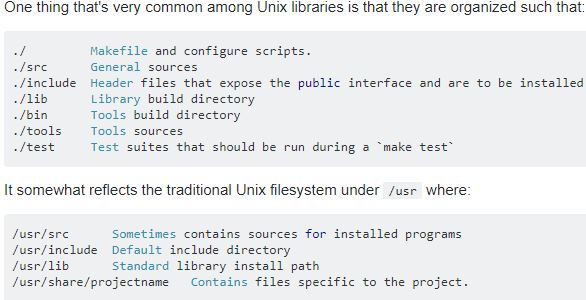 One thing that's very common among Unix libraries is that they are organized such that:
./ Makefile and configure scripts.
./src General sources
./include Header files that expose the public interface and are to be installed
./lib Library build directory
./bin Tools build directory
./tools Tools sources
./test Test suites that should be run during a `make test`
It somewhat reflects the traditional Unix filesystem under /usr where:
/usr/src Sometimes contains sources for installed programs
/usr/include Default include directory
/usr/lib Standard library install path
/usr/share/projectname Contains files specific to the project.